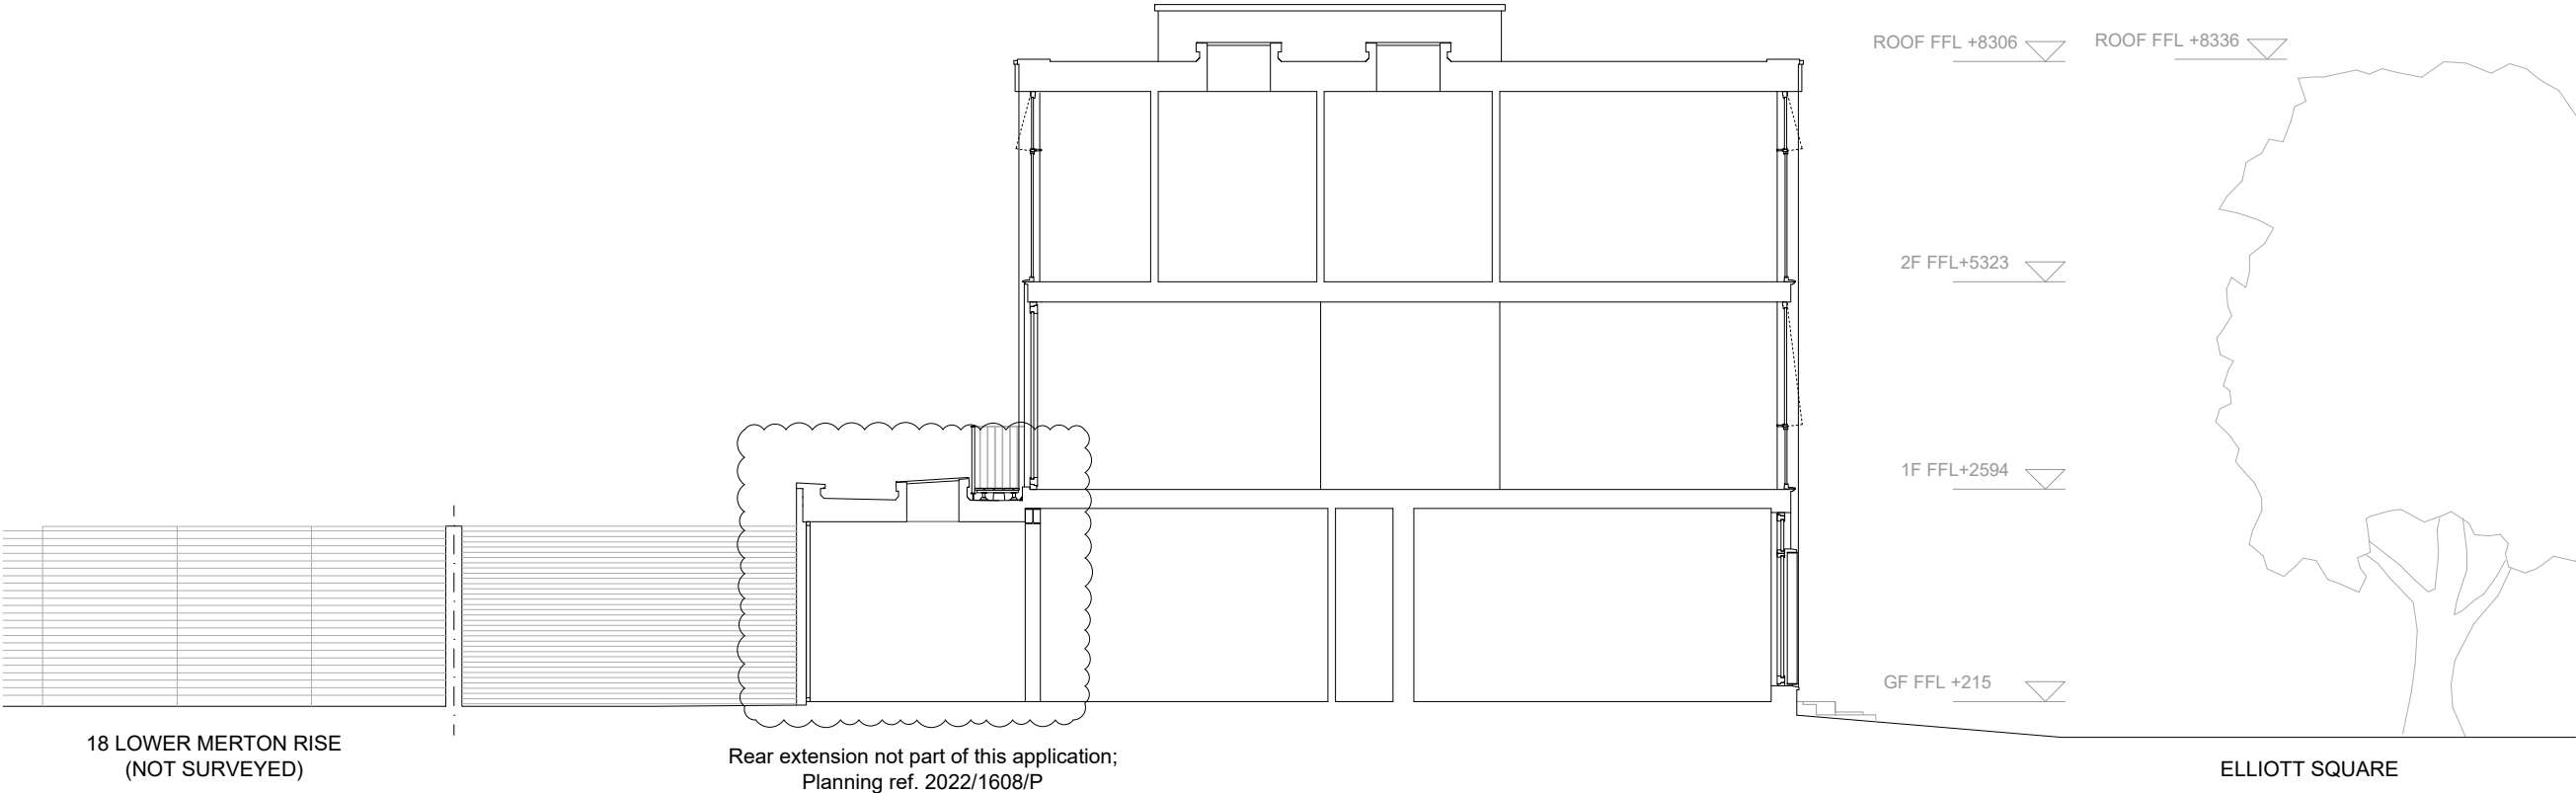 ROOF FFL +8306
ROOF FFL +8336
2F FFL+5323
1F FFL+2594
GF FFL +215
18 LOWER MERTON RISE
(NOT SURVEYED)
Rear extension not part of this application;
Planning ref. 2022/1608/P
ELLIOTT SQUARE